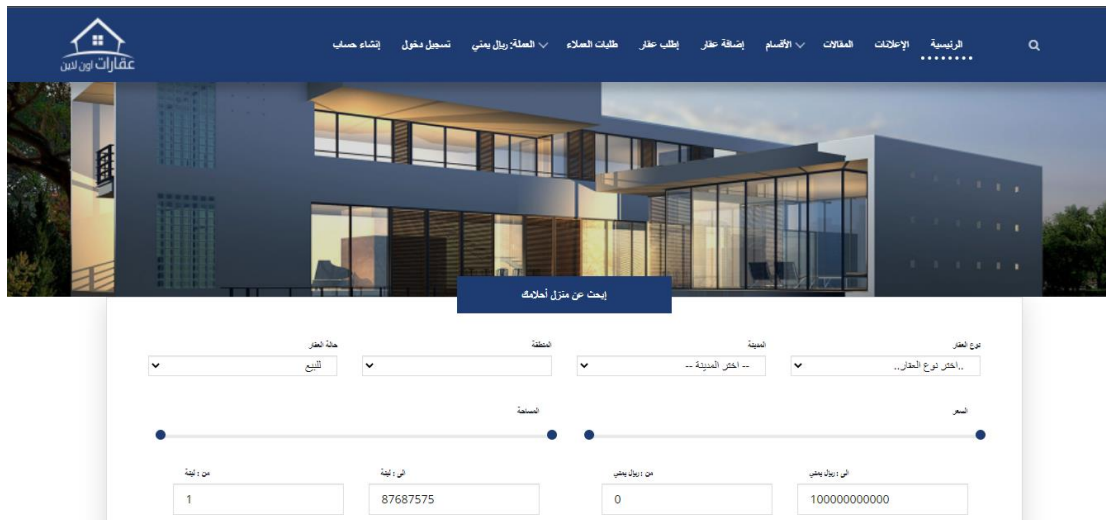 الرئيسية الإعلانات المقالات الأقسام إضافة عقار إطلب عقار طلبات العملاء العملة: ريال يمني تسجيل دخول إنشاء حساب
عقارات اون لاين
إبحث عن منزل أحلامك
نوع العقار المدينة المنطقة حالة العقار
..اختر نوع العقار.. -- اختر المدينة -- للبيع
السعر المساحة
الى : ريال يمني من : ريال يمني الى : لبنة من : لبنة
100000000000 0 87687575 1